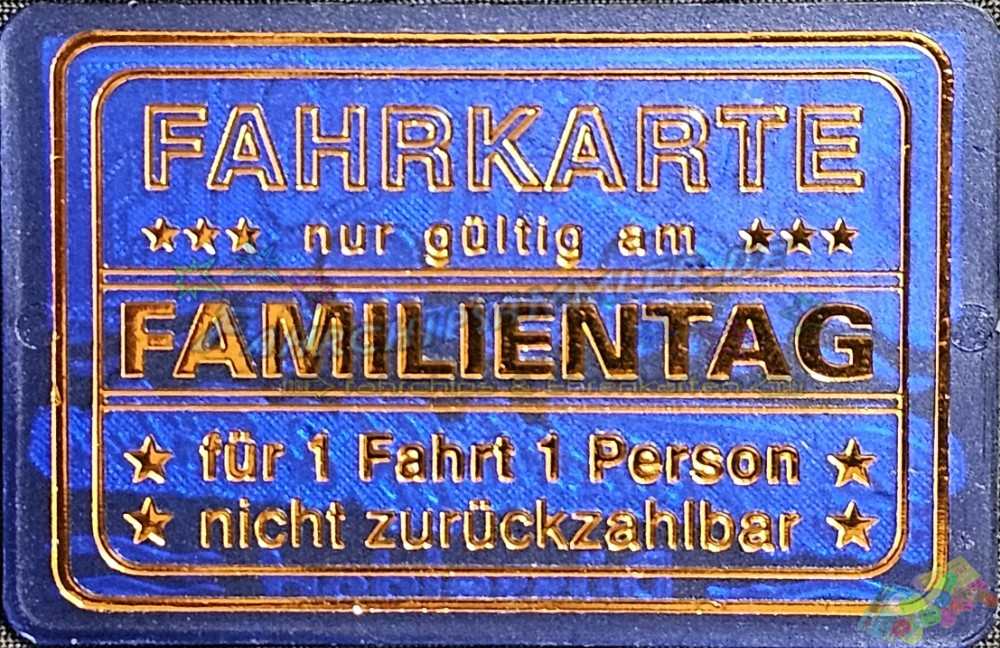 FAHRKARTE
★★★ nur gültig am ★★★
FAMILIENTAG
★ für 1 Fahrt 1 Person ★
★ nicht zurückzahlbar ★